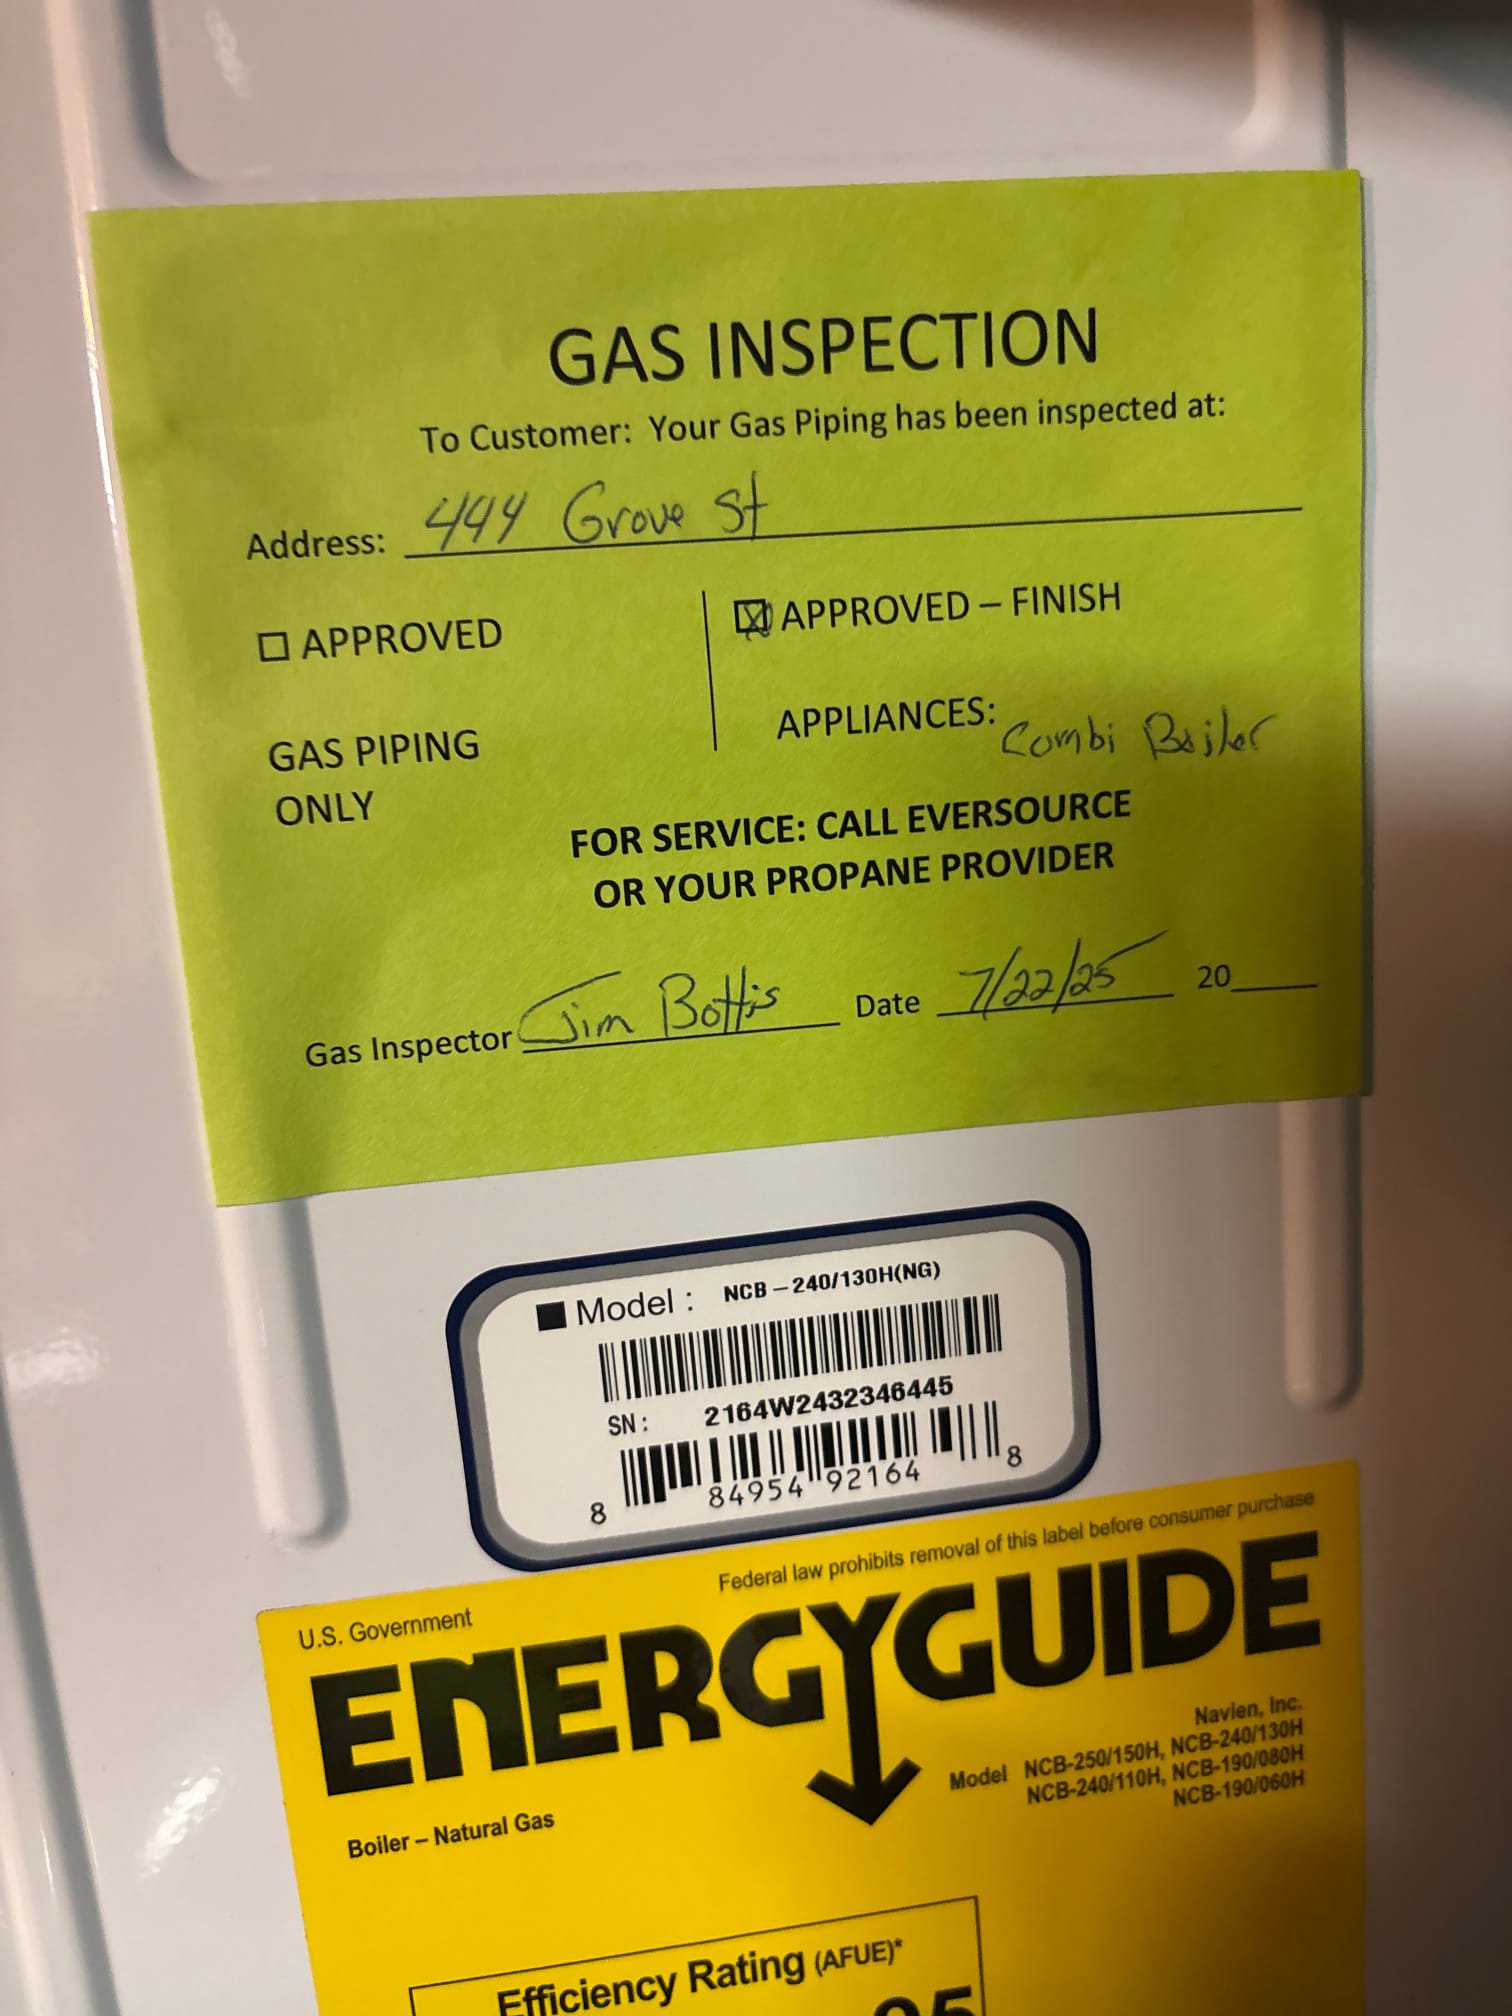 GAS INSPECTION
To Customer: Your Gas Piping has been inspected at:
Address: 444 Grove St
☐ APPROVED
GAS PIPING
ONLY
☒ APPROVED – FINISH
APPLIANCES: Combi Boiler
FOR SERVICE: CALL EVERSOURCE
OR YOUR PROPANE PROVIDER
Gas Inspector Jim Bottis Date 7/22/25 20____
■ Model : NCB – 240/130H(NG)
SN : 2164W2432346445
8 84954 92164 8
U.S. Government
Federal law prohibits removal of this label before consumer purchase
ENERGYGUIDE
Boiler – Natural Gas
Navien, Inc.
Model NCB-250/150H, NCB-240/130H
NCB-240/110H, NCB-190/080H
NCB-190/060H
Efficiency Rating (AFUE)*